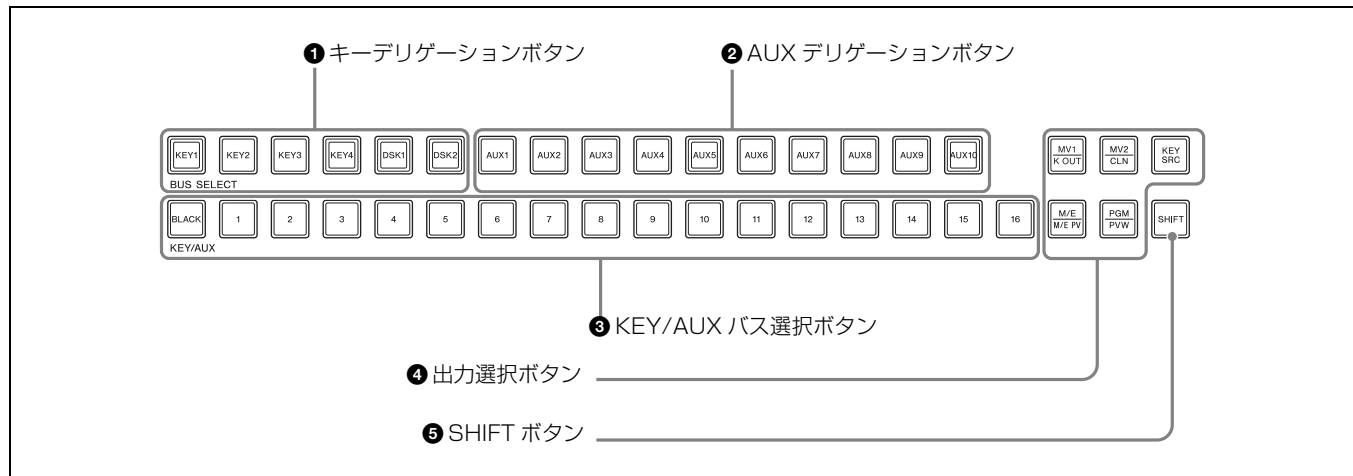 ❶ キーデリゲーションボタン
❷ AUX デリゲーションボタン
KEY1 KEY2 KEY3 KEY4 DSK1 DSK2 AUX1 AUX2 AUX3 AUX4 AUX5 AUX6 AUX7 AUX8 AUX9 AUX10 MV1 MV2 KEY
K OUT CLN SRC
BUS SELECT
BLACK 1 2 3 4 5 6 7 8 9 10 11 12 13 14 15 16 M/E PGM SHIFT
M/E PV PVW
KEY/AUX
❸ KEY/AUX バス選択ボタン
❹ 出力選択ボタン
❺ SHIFT ボタン